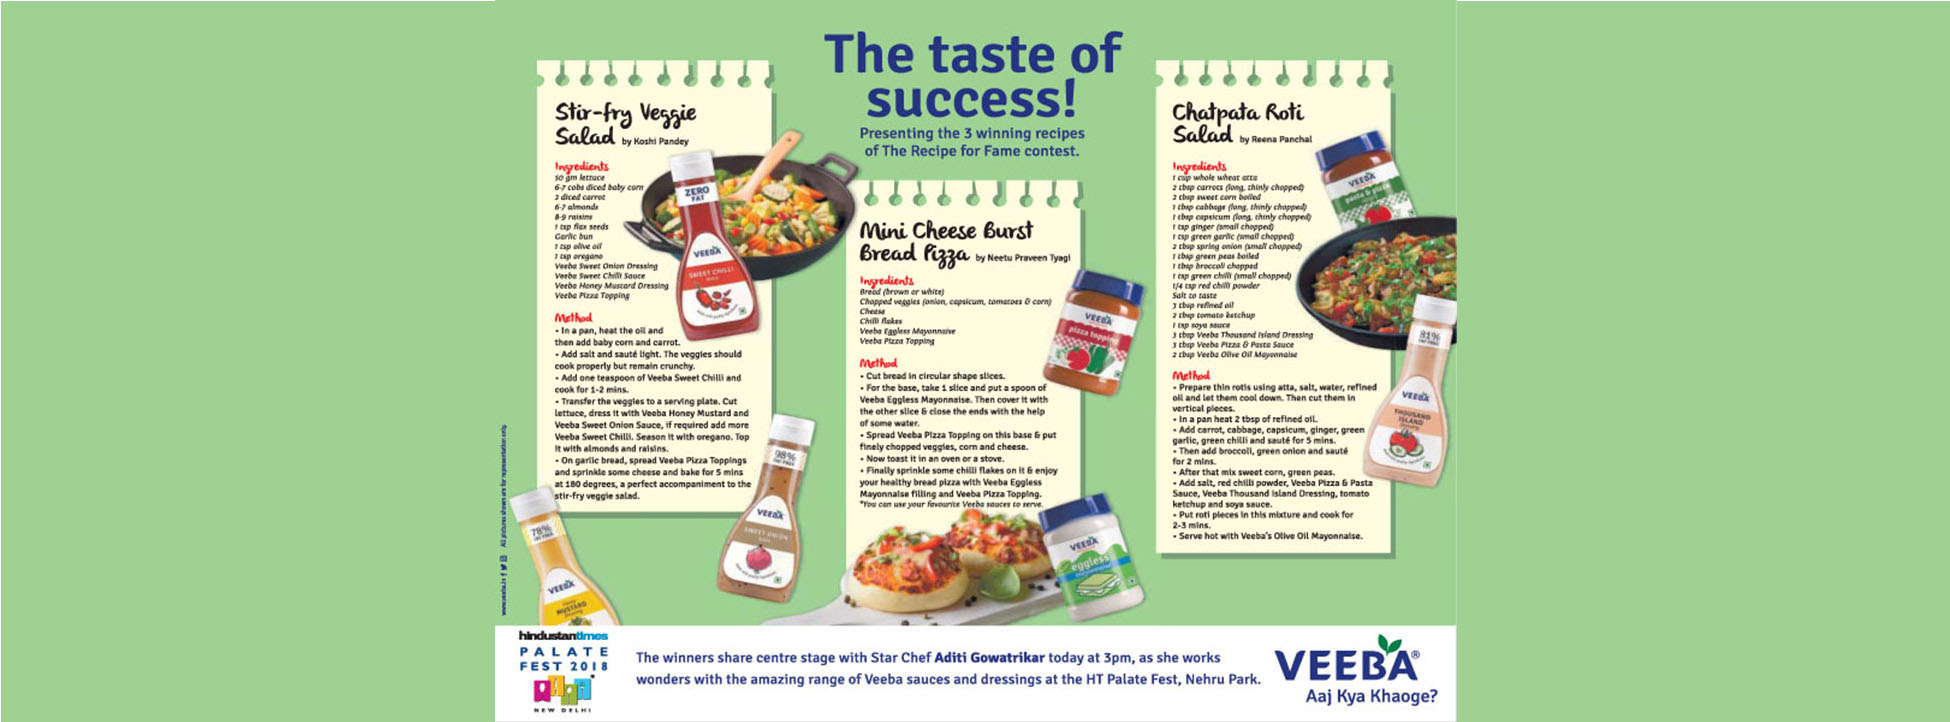 The taste of
success!
Presenting the 3 winning recipes
of The Recipe for Fame contest.
Stir-fry Veggie
Salad by Koshi Pandey
Ingredients
50 gm lettuce
6-7 cobs diced baby corn
2 diced carrot
6-7 almonds
8-9 raisins
1 tsp flax seeds
Garlic bun
1 tsp olive oil
1 tsp oregano
Veeba Sweet Onion Dressing
Veeba Sweet Chilli Sauce
Veeba Honey Mustard Dressing
Veeba Pizza Topping
Method
• In a pan, heat the oil and
then add baby corn and carrot.
• Add salt and sauté light. The veggies should
cook properly but remain crunchy.
• Add one teaspoon of Veeba Sweet Chilli and
cook for 1-2 mins.
• Transfer the veggies to a serving plate. Cut
lettuce, dress it with Veeba Honey Mustard and
Veeba Sweet Onion Sauce, if required add more
Veeba Sweet Chilli. Season it with oregano. Top
it with almonds and raisins.
• On garlic bread, spread Veeba Pizza Toppings
and sprinkle some cheese and bake for 5 mins
at 180 degrees, a perfect accompaniment to the
stir-fry veggie salad.
ZERO
FAT
VEEBA
SWEET CHILLI
98%
FAT FREE
VEEBA
SWEET ONION
78%
FAT FREE
VEEBA
MUSTARD
Mini Cheese Burst
Bread Pizza by Neetu Praveen Tyagi
Ingredients
Bread (brown or white)
Chopped veggies (onion, capsicum, tomatoes & corn)
Cheese
Chilli flakes
Veeba Eggless Mayonnaise
Veeba Pizza Topping
Method
• Cut bread in circular shape slices.
• For the base, take 1 slice and put a spoon of
Veeba Eggless Mayonnaise. Then cover it with
the other slice & close the ends with the help
of some water.
• Spread Veeba Pizza Topping on this base & put
finely chopped veggies, corn and cheese.
• Now toast it in an oven or a stove.
• Finally sprinkle some chilli flakes on it & enjoy
your healthy bread pizza with Veeba Eggless
Mayonnaise filling and Veeba Pizza Topping.
*You can use your favourite Veeba sauces to serve.
VEEBA
pizza topping
VEEBA
eggless
mayonnaise
Chatpata Roti
Salad by Reena Panchal
Ingredients
1 cup whole wheat atta
2 tbsp carrots (long, thinly chopped)
2 tbsp sweet corn boiled
1 tbsp cabbage (long, thinly chopped)
1 tbsp capsicum (long, thinly chopped)
1 tsp ginger (small chopped)
1 tsp green garlic (small chopped)
2 tbsp spring onion (small chopped)
1 tbsp green peas boiled
1 tbsp broccoli chopped
1 tsp green chilli (small chopped)
1/4 tsp red chilli powder
Salt to taste
3 tbsp refined oil
2 tbsp tomato ketchup
1 tsp soya sauce
3 tbsp Veeba Thousand Island Dressing
3 tbsp Veeba Pizza & Pasta Sauce
2 tbsp Veeba Olive Oil Mayonnaise
Method
• Prepare thin rotis using atta, salt, water, refined
oil and let them cool down. Then cut them in
vertical pieces.
• In a pan heat 2 tbsp of refined oil.
• Add carrot, cabbage, capsicum, ginger, green
garlic, green chilli and sauté for 5 mins.
• Then add broccoli, green onion and sauté
for 2 mins.
• After that mix sweet corn, green peas.
• Add salt, red chilli powder, Veeba Pizza & Pasta
Sauce, Veeba Thousand Island Dressing, tomato
ketchup and soya sauce.
• Put roti pieces in this mixture and cook for
2-3 mins.
• Serve hot with Veeba's Olive Oil Mayonnaise.
VEEBA
pasta & pizza
81%
FAT FREE
VEEBA
THOUSAND
ISLAND
www.veeba.in
All pictures shown are for representation only.
hindustantimes
PALATE
FEST 2018
NEW DELHI
The winners share centre stage with Star Chef Aditi Gowatrikar today at 3pm, as she works
wonders with the amazing range of Veeba sauces and dressings at the HT Palate Fest, Nehru Park.
VEEBA®
Aaj Kya Khaoge?